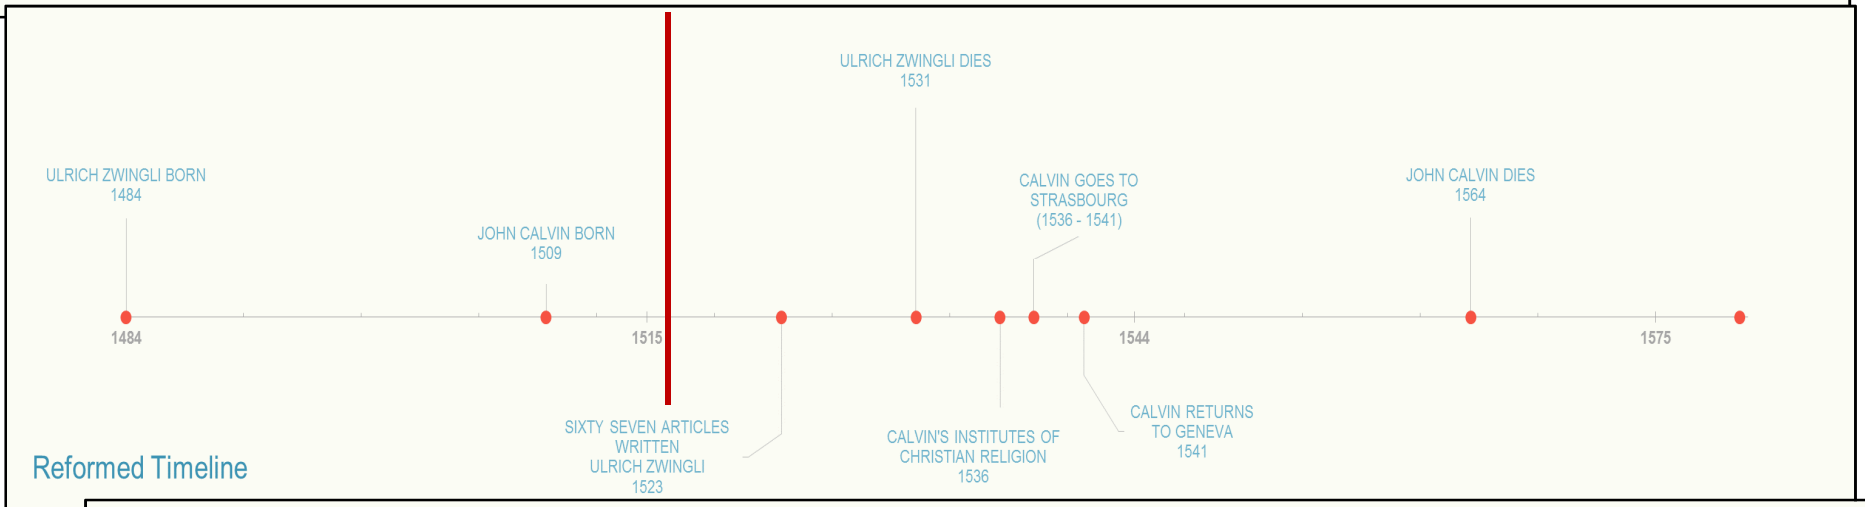 ULRICH ZWINGLI DIES
1531
ULRICH ZWINGLI BORN
1484
CALVIN GOES TO
STRASBOURG
(1536 - 1541)
JOHN CALVIN DIES
1564
JOHN CALVIN BORN
1509
1484
1515
1544
1575
SIXTY SEVEN ARTICLES
WRITTEN
ULRICH ZWINGLI
1523
CALVIN'S INSTITUTES OF
CHRISTIAN RELIGION
1536
CALVIN RETURNS
TO GENEVA
1541
Reformed Timeline